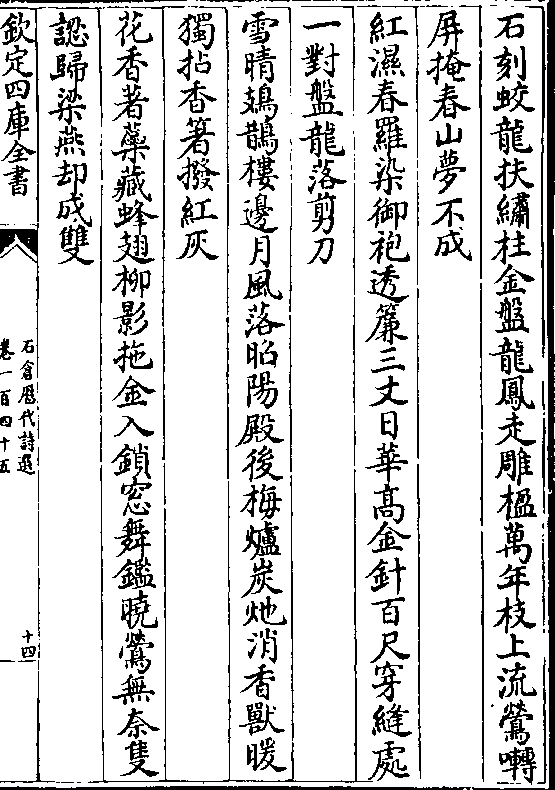 石刻蛟龍扶繡柱金盤龍鳳走雕楹萬年枝上流鶯囀
屏掩春山夢不成
紅濕春羅染御袍透簾三丈日華髙金針百尺穿縫處
一對盤龍落剪刀
雪晴鳷鵲樓邊月風落昭陽殿後梅爐炭灺消香獸暖
獨拈香箸撥紅灰
花香著藥藏蜂翅柳影拖金入鎖窓舞鑑曉鶯無奈隻
認歸梁燕却成雙
欽定四庫全書
石倉歴代詩選
卷一百四十五
十四